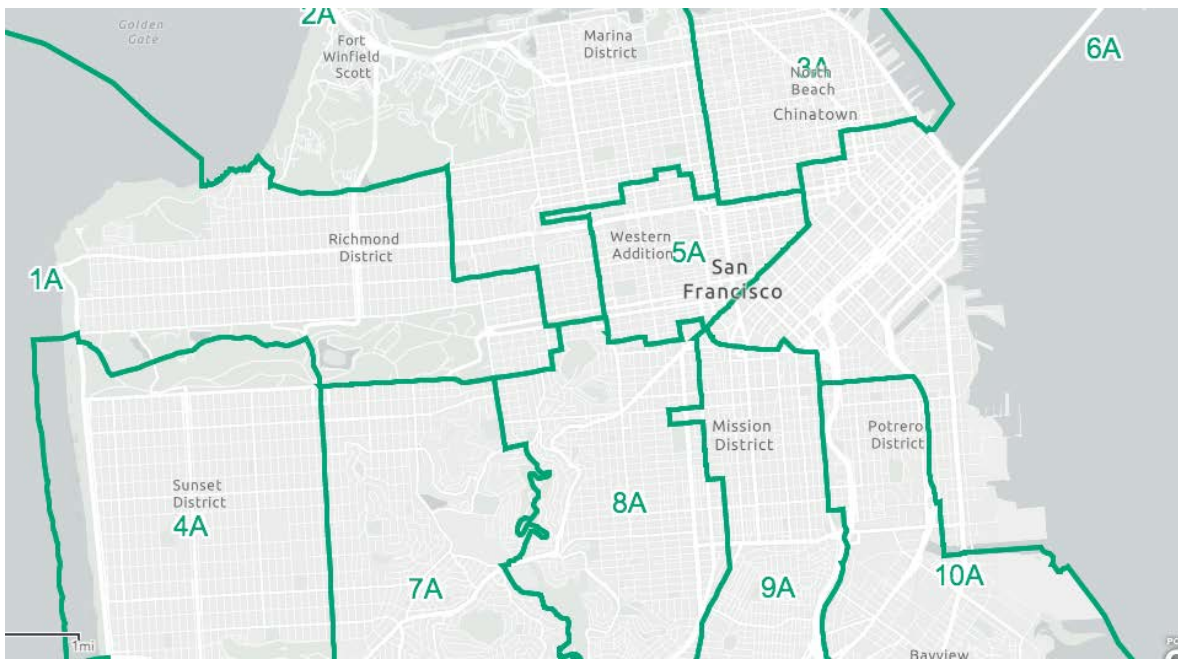 Golden
Gate
2A
Fort
Winfield
Scott
Marina
District
3A
North
Beach
Chinatown
6A
Richmond
District
Western
Addition
5A
San
Francisco
1A
Sunset
District
4A
7A
8A
Mission
District
Potrero
District
9A
10A
Bayview
1mi